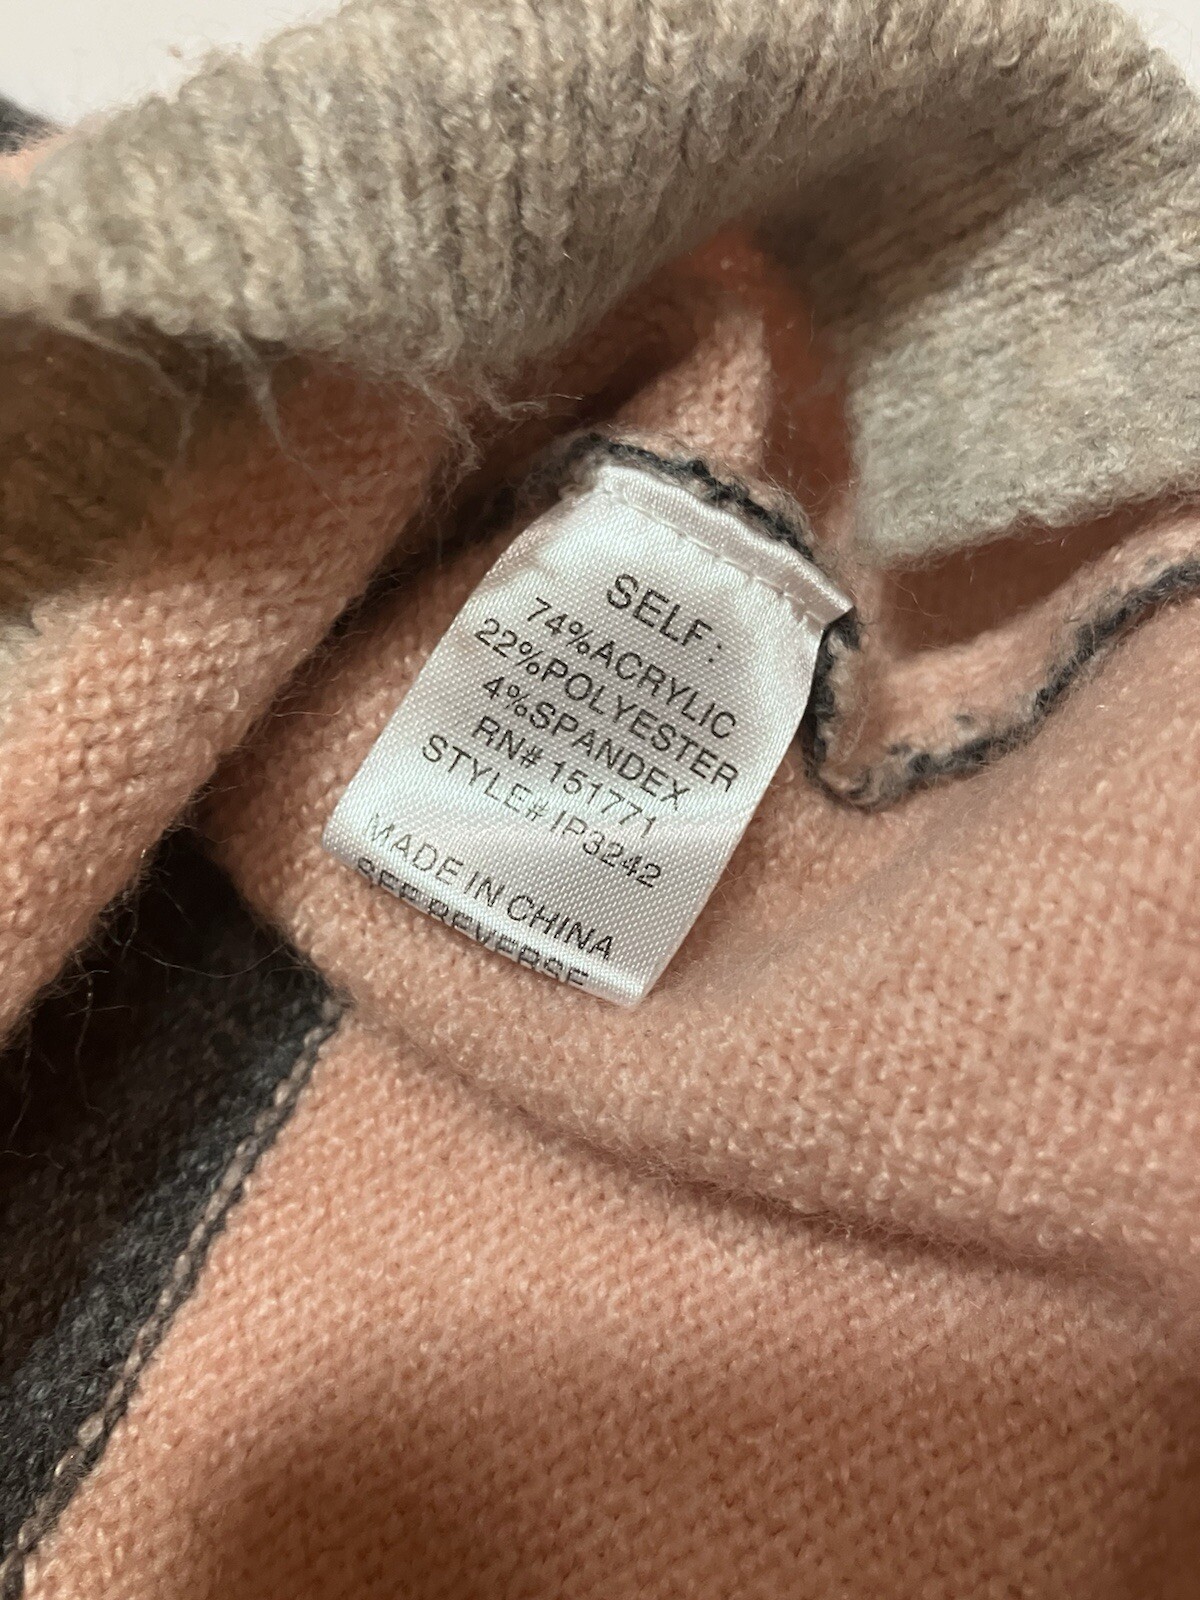 SELF:
74%ACRYLIC
22%POLYESTER
4%SPANDEX
RN# 151771
STYLE# IP3242
MADE IN CHINA
SEE REVERSE